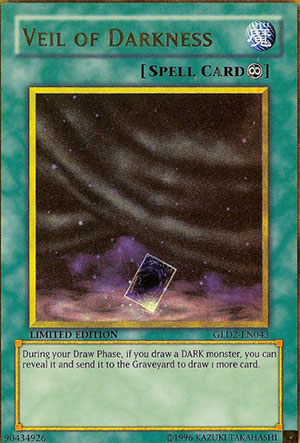 VEIL OF DARKNESS
魔
[SPELL CARD∞]
LIMITED EDITION GLD2-EN043
During your Draw Phase, if you draw a DARK monster, you can
reveal it and send it to the Graveyard to draw 1 more card.
90434926 ©1996 KAZUKI TAKAHASHI